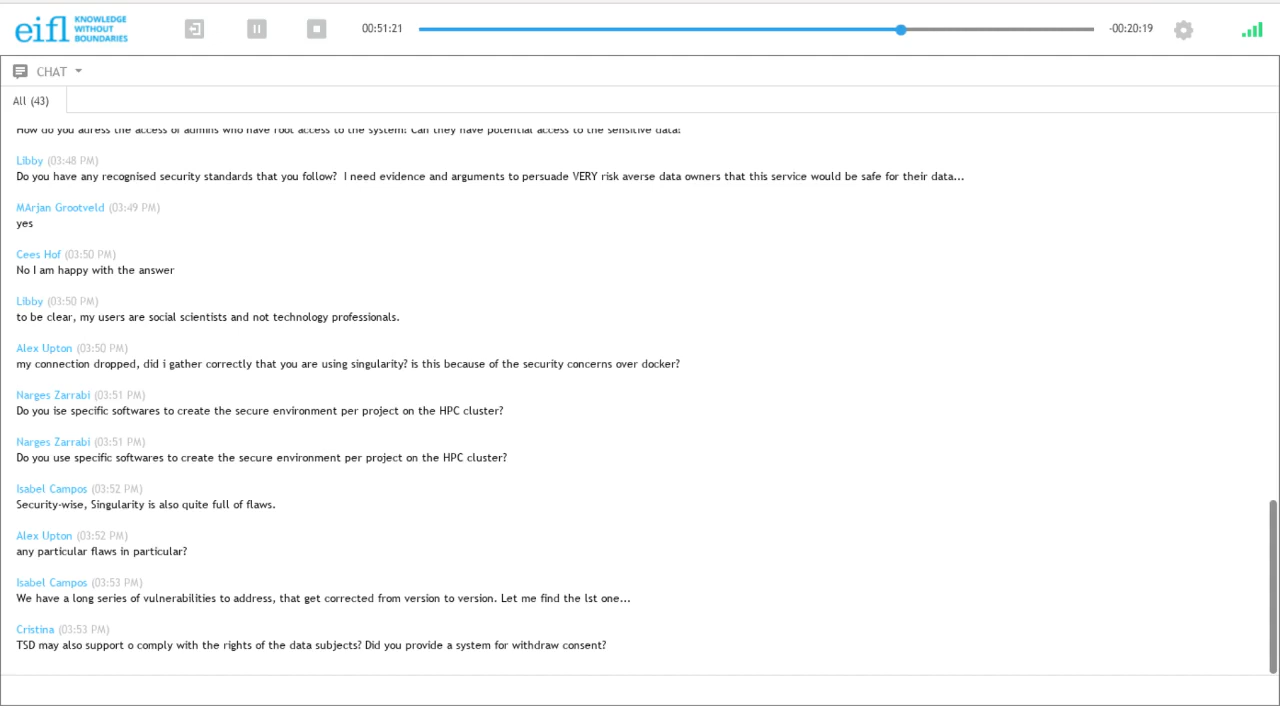 eifl KNOWLEDGE
WITHOUT
BOUNDARIES
00:51:21
-00:20:19
CHAT
All (43)
How do you adress the access of admins who have root access to the system? Can they have potential access to the sensitive data?
Libby (03:48 PM)
Do you have any recognised security standards that you follow?  I need evidence and arguments to persuade VERY risk averse data owners that this service would be safe for their data...
MArjan Grootveld (03:49 PM)
yes
Cees Hof (03:50 PM)
No I am happy with the answer
Libby (03:50 PM)
to be clear, my users are social scientists and not technology professionals.
Alex Upton (03:50 PM)
my connection dropped, did i gather correctly that you are using singularity? is this because of the security concerns over docker?
Narges Zarrabi (03:51 PM)
Do you ise specific softwares to create the secure environment per project on the HPC cluster?
Narges Zarrabi (03:51 PM)
Do you use specific softwares to create the secure environment per project on the HPC cluster?
Isabel Campos (03:52 PM)
Security-wise, Singularity is also quite full of flaws.
Alex Upton (03:52 PM)
any particular flaws in particular?
Isabel Campos (03:53 PM)
We have a long series of vulnerabilities to address, that get corrected from version to version. Let me find the lst one...
Cristina (03:53 PM)
TSD may also support o comply with the rights of the data subjects? Did you provide a system for withdraw consent?